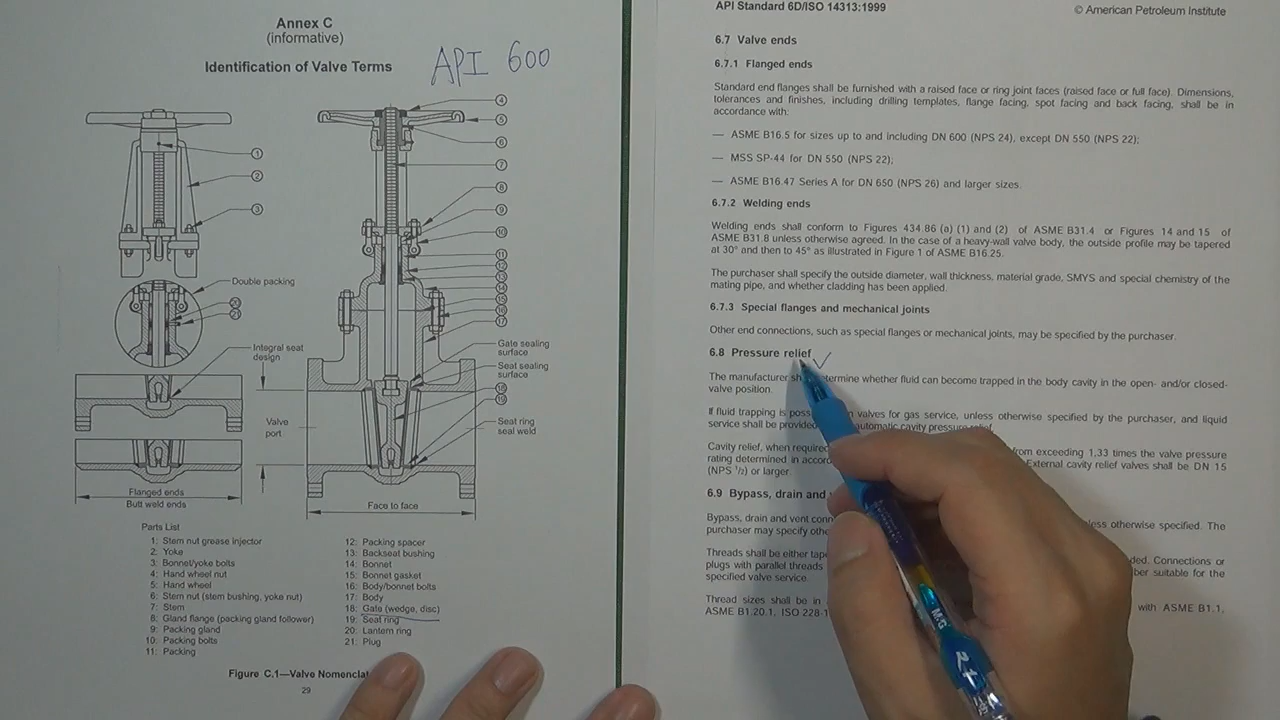 Annex C
(informative)
Identification of Valve Terms
API 600
4
5
6
7
8
9
10
11
1
2
3
Double packing
20
21
Integral seat
design
14
15
16
17
Gate sealing
surface
Seat sealing
surface
18
19
Valve
port
Seat ring
seal weld
Flanged ends
Butt weld ends
Face to face
Parts List
1: Stem nut grease injector
2: Yoke
3: Bonnet/yoke bolts
4: Hand wheel nut
5: Hand wheel
6: Stem nut (stem bushing, yoke nut)
7: Stem
8: Gland flange (packing gland follower)
9: Packing gland
10: Packing bolts
11: Packing
12: Packing spacer
13: Backseat bushing
14: Bonnet
15: Bonnet gasket
16: Body/bonnet bolts
17: Body
18: Gate (wedge, disc)
19: Seat ring
20: Lantern ring
21: Plug
Figure C.1—Valve
29
API Standard 6D/ISO 14313:1999
© American Petroleum Institute
6.7 Valve ends
6.7.1 Flanged ends
Standard end flanges shall be furnished with a raised face or ring joint faces (raised face or full face). Dimensions,
tolerances and finishes, including drilling templates, flange facing, spot facing and back facing, shall be in
accordance with:
— ASME B16.5 for sizes up to and including DN 600 (NPS 24), except DN 550 (NPS 22);
— MSS SP-44 for DN 550 (NPS 22);
— ASME B16.47 Series A for DN 650 (NPS 26) and larger sizes.
6.7.2 Welding ends
Welding ends shall conform to Figures 434.86 (a) (1) and (2) of ASME B31.4 or Figures 14 and 15 of
ASME B31.8 unless otherwise agreed. In the case of a heavy-wall valve body, the outside profile may be tapered
at 30° and then to 45° as illustrated in Figure 1 of ASME B16.25.
The purchaser shall specify the outside diameter, wall thickness, material grade, SMYS and special chemistry of the
mating pipe, and whether cladding has been applied.
6.7.3 Special flanges and mechanical joints
Other end connections, such as special flanges or mechanical joints, may be specified by the purchaser.
6.8 Pressure relief
The manufacturer determine whether fluid can become trapped in the body cavity in the open- and/or closed-
valve position.
If fluid trapping is valves for gas service, unless otherwise specified by the purchaser, and liquid
service shall be provided automatic cavity pressure
Cavity relief, when required from exceeding 1,33 times the valve pressure
rating determined in External cavity relief valves shall be DN 15
(NPS 1/2) or larger
6.9 Bypass, drain and
Bypass, drain and vent otherwise specified. The
purchaser may specify
Threads shall be either Connections or
plugs with parallel threads suitable for the
specified valve service.
Thread sizes shall be in with ASME B1.1,
ASME B1.20.1, ISO
M&G